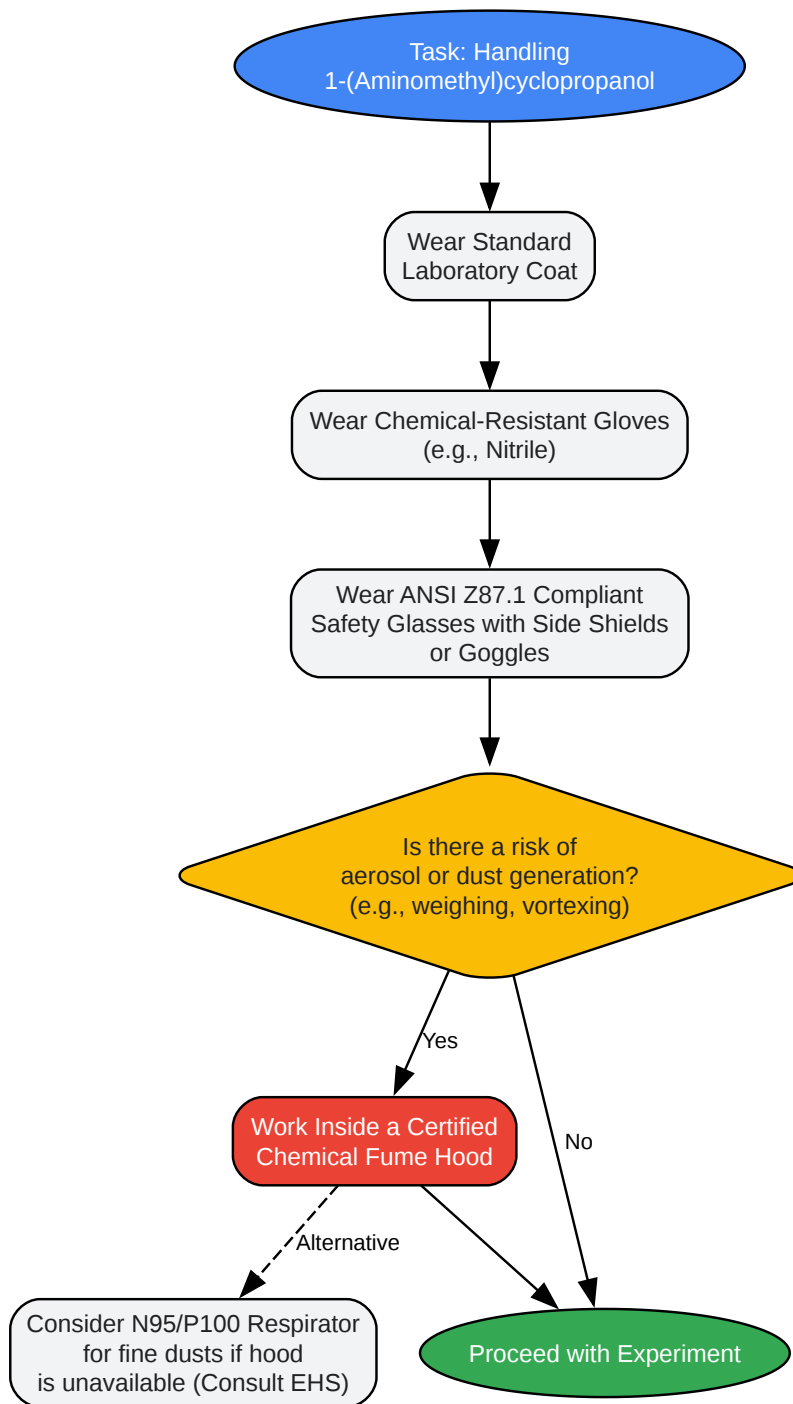 Task: Handling
1-(Aminomethyl)cyclopropanol
Wear Standard
Laboratory Coat
Wear Chemical-Resistant Gloves
(e.g., Nitrile)
Wear ANSI Z87.1 Compliant
Safety Glasses with Side Shields
or Goggles
Is there a risk of
aerosol or dust generation?
(e.g., weighing, vortexing)
Yes
Work Inside a Certified
Chemical Fume Hood
No
Alternative
Consider N95/P100 Respirator
for fine dusts if hood
is unavailable (Consult EHS)
Proceed with Experiment